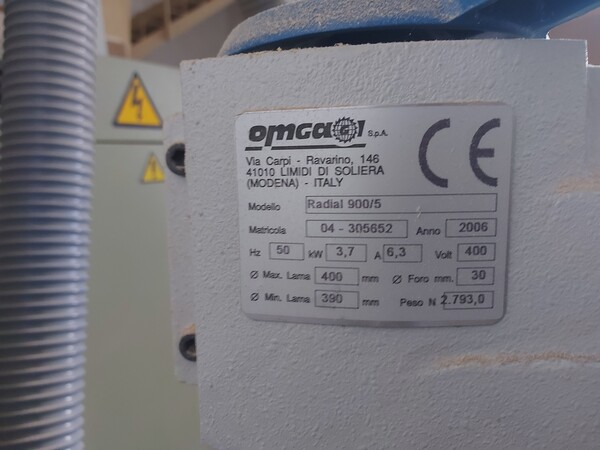 omga S.p.A.
Via Carpi - Ravarino, 146
41010 LIMIDI DI SOLIERA
(MODENA) - ITALY
CE
Modello Radial 900/5
Matricola 04 - 305652 Anno 2006
Hz 50 kW 3,7 A 6,3 Volt 400
Ø Max. Lama 400 mm Ø Foro mm. 30
Ø Min. Lama 390 mm Peso N 2.793,0